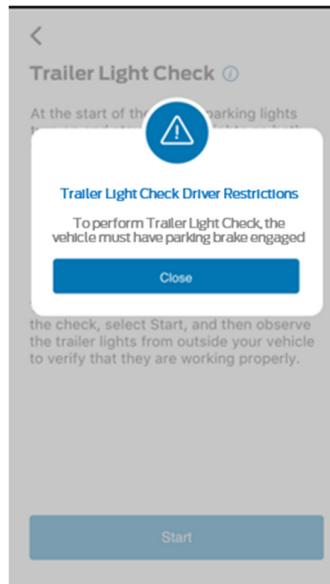 Trailer Light Check
At the start of the parking lights
Trailer Light Check Driver Restrictions
To perform Trailer Light Check, the
vehicle must have parking brake engaged
Close
the check, select Start, and then observe
the trailer lights from outside your vehicle
to verify that they are working properly.
Start